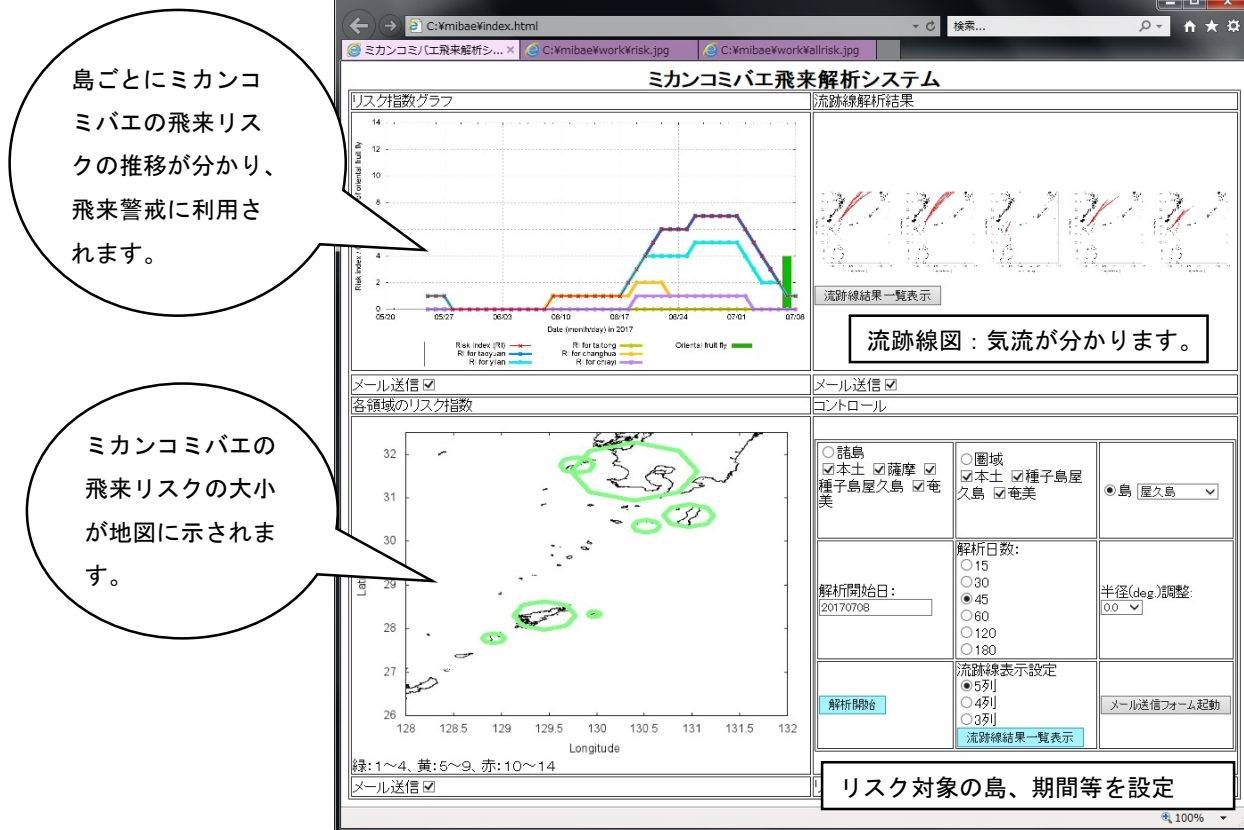 島ごとにミカンコ
ミバエの飛来リス
クの推移が分かり、
飛来警戒に利用さ
れます。
ミカンコミバエの
飛来リスクの大小
が地図に示されま
す。
C:¥mibae¥index.html
検索...
ミカンコミバエ飛来解析シ...
C:¥mibae¥work¥risk.jpg
C:¥mibae¥work¥allrisk.jpg
ミカンコミバエ飛来解析システム
リスク指数グラフ
14
12
8
4
2
0
05/20
05/27
06/03
06/10
06/17
06/24
07/01
07/08
Date (month/day) in 2017
Risk Index (RI)
RI for taoyuan
RI for yilan
RI for taitong
RI for changhua
RI for chiayi
Oriental fruit fly
メール送信
流跡線解析結果
流跡線結果一覧表示
流跡線図：気流が分かります。
メール送信
各領域のリスク指数
32
31
30
29
28
27
26
128
128.5
129
129.5
130
130.5
131
131.5
132
Longitude
緑:1～4、黄:5～9、赤:10～14
メール送信
コントロール
諸島
本土 薩摩
種子島屋久島 奄
美
圏域
本土 種子島屋
久島 奄美
島 屋久島
解析開始日:
20170708
解析日数:
15
30
45
60
120
180
半径(deg.)調整:
0.0
解析開始
流跡線表示設定
5列
4列
3列
流跡線結果一覧表示
メール送信フォーム起動
リスク対象の島、期間等を設定
100%